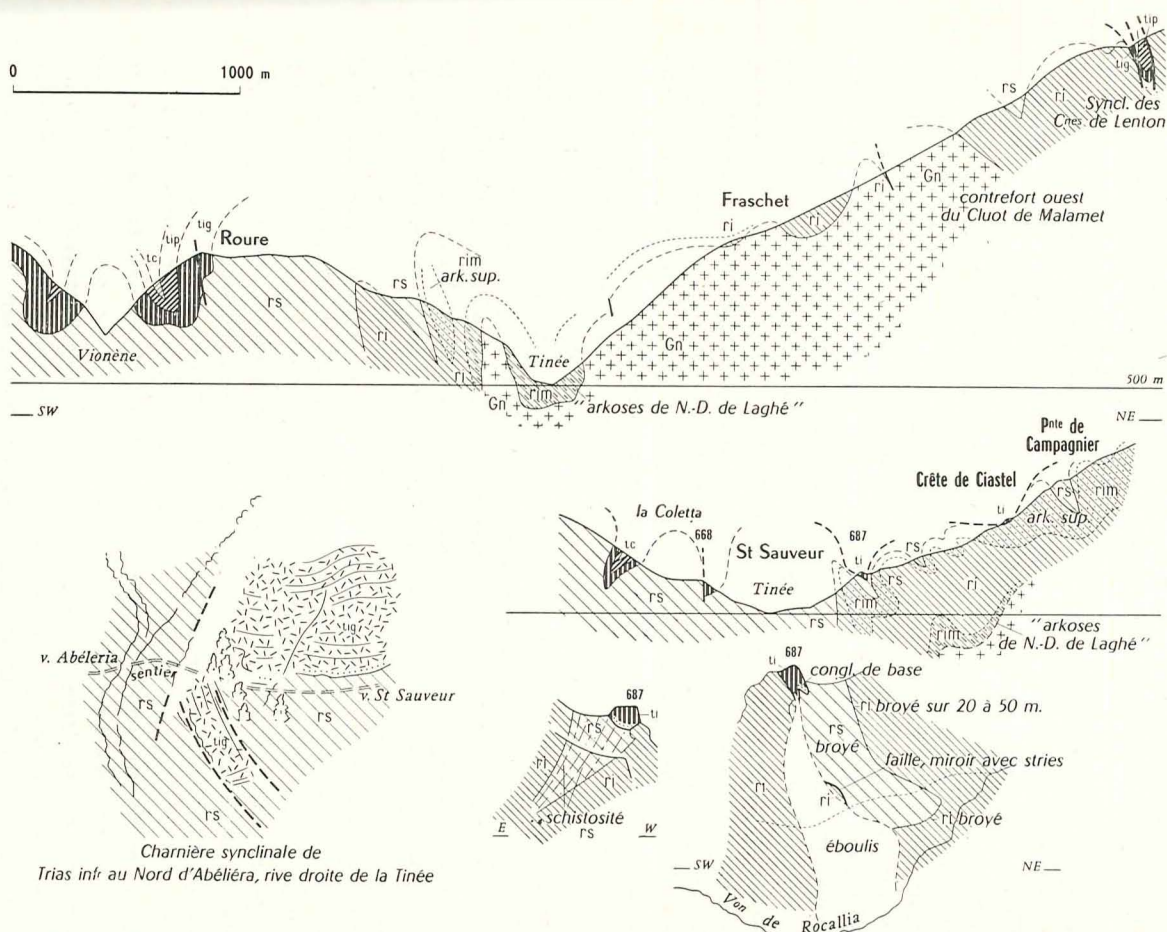 0 1000 m
tip
tig
rs
ri
Syncl. des
Cnes de Lenton
Gn
ri
contrefort ouest
du Cluot de Malamet
Fraschet
ri
ri
tig
tip
tc
Roure
rim
ark. sup.
rs
rs
Vionène
ri
ri
Tinée
Gn
Gn
rim
"arkoses de N.-D. de Laghé"
500 m
SW
NE
Pnte de
Campagnier
Crête de Ciastel
la Coletta
668
St Sauveur
687
ti
rs
rim
ark. sup.
tc
ti
rs
rs
Tinée
rs
rim
ri
rim
"arkoses
de N.-D. de Laghé"
v. Abéleria
sentier
tig
v. St Sauveur
rs
rs
tig
rs
Charnière synclinale de
Trias infr au Nord d'Abéliéra, rive droite de la Tinée
687
ti
rs
ri
ri
schistosité
rs
E
W
687
ti
congl. de base
ri broyé sur 20 à 50 m.
rs
broyé
faille, miroir avec stries
ri
ri
ri broyé
éboulis
SW
NE
Von de Rocallia